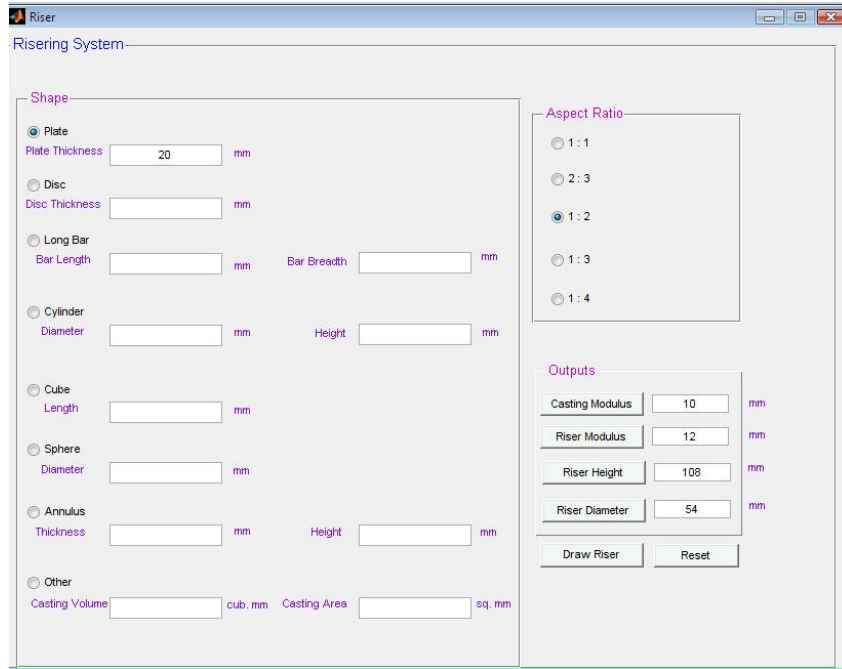 Riser
Risering System
Shape
Plate
Plate Thickness 20 mm
Disc
Disc Thickness mm
Long Bar
Bar Length mm Bar Breadth mm
Cylinder
Diameter mm Height mm
Cube
Length mm
Sphere
Diameter mm
Annulus
Thickness mm Height mm
Other
Casting Volume cub. mm Casting Area sq. mm
Aspect Ratio
1 : 1
2 : 3
1 : 2
1 : 3
1 : 4
Outputs
Casting Modulus 10 mm
Riser Modulus 12 mm
Riser Height 108 mm
Riser Diameter 54 mm
Draw Riser Reset